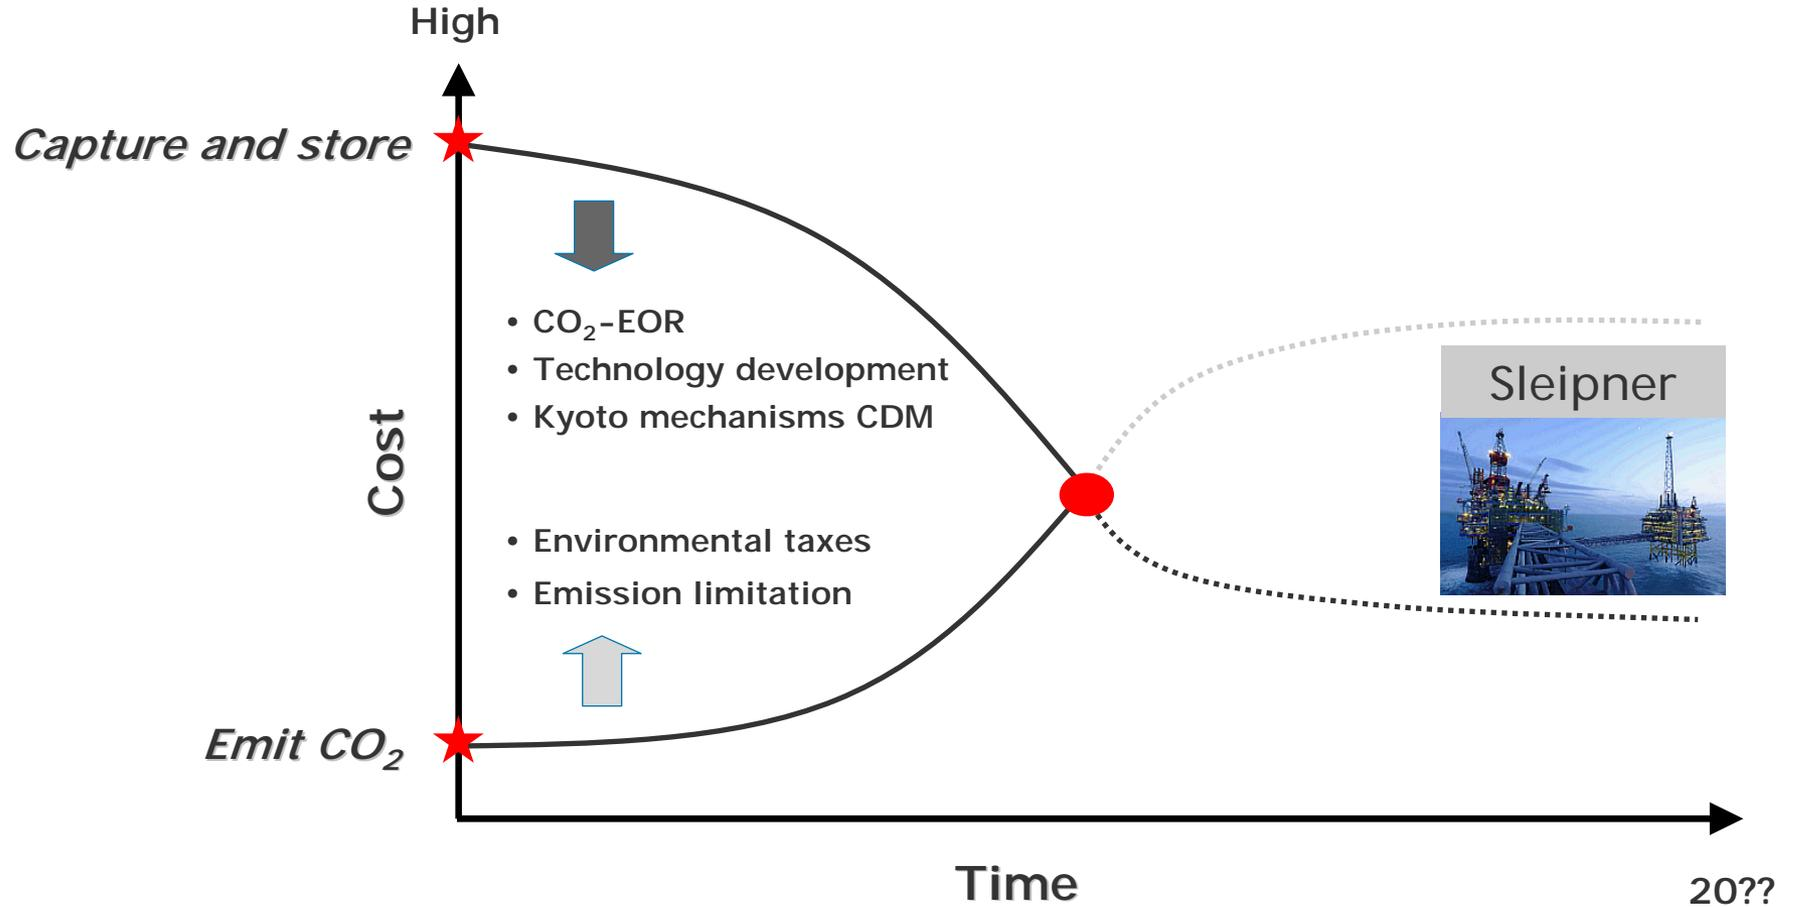 High
Capture and store
• CO₂-EOR
• Technology development
• Kyoto mechanisms CDM
Sleipner
Cost
• Environmental taxes
• Emission limitation
Emit CO₂
Time
20??